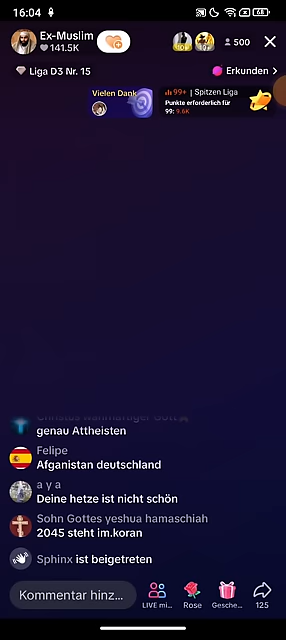 16:04
68
Ex-Muslim
141.5K
500
Liga D3 Nr. 15
Erkunden
Vielen Dank
99+ | Spitzen Liga
Punkte erforderlich für
99: 9.6K
genau Attheisten
Felipe
Afganistan deutschland
a y a
Deine hetze ist nicht schön
Sohn Gottes yeshua hamaschiah
2045 steht im.koran
Sphinx ist beigetreten
Kommentar hinz...
LIVE mi...
Rose
Gesche...
125